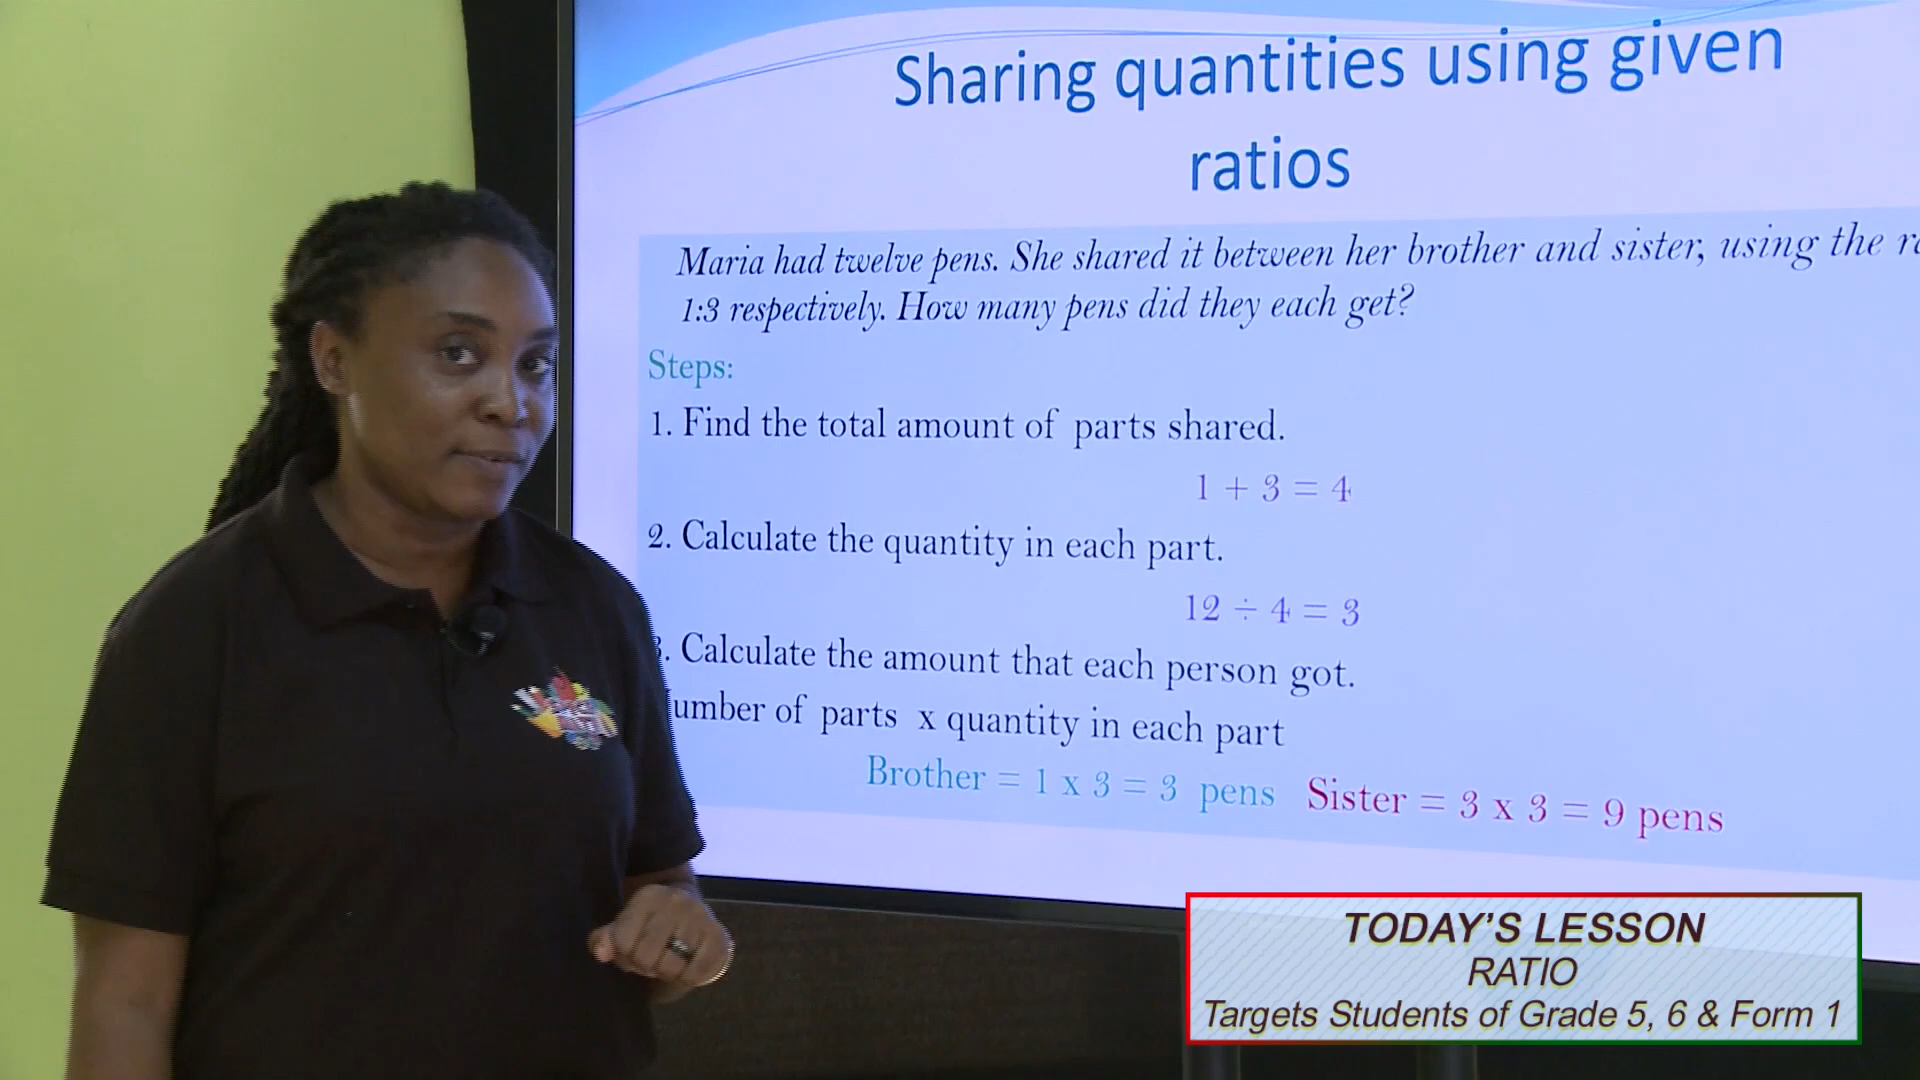 Sharing quantities using given
ratios
Maria had twelve pens. She shared it between her brother and sister, using the
1:3 respectively. How many pens did they each get?
Steps:
1. Find the total amount of parts shared.
1 + 3 = 4
2. Calculate the quantity in each part.
12 ÷ 4 = 3
3. Calculate the amount that each person got.
umber of parts x quantity in each part
Brother = 1 x 3 = 3 pens Sister = 3 x 3 = 9 pens
TODAY'S LESSON
RATIO
Targets Students of Grade 5, 6 & Form 1